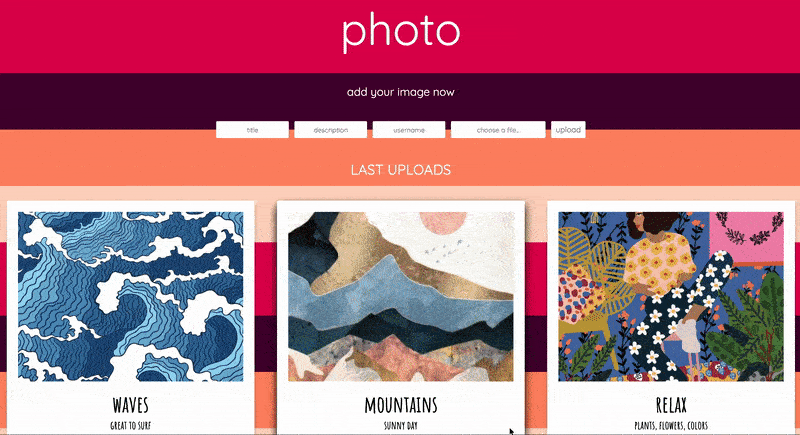 photo
add your image now
title description username choose a file... upload
LAST UPLOADS
WAVES MOUNTAINS RELAX
GREAT TO SURF SUNNY DAY PLANTS, FLOWERS, COLORS